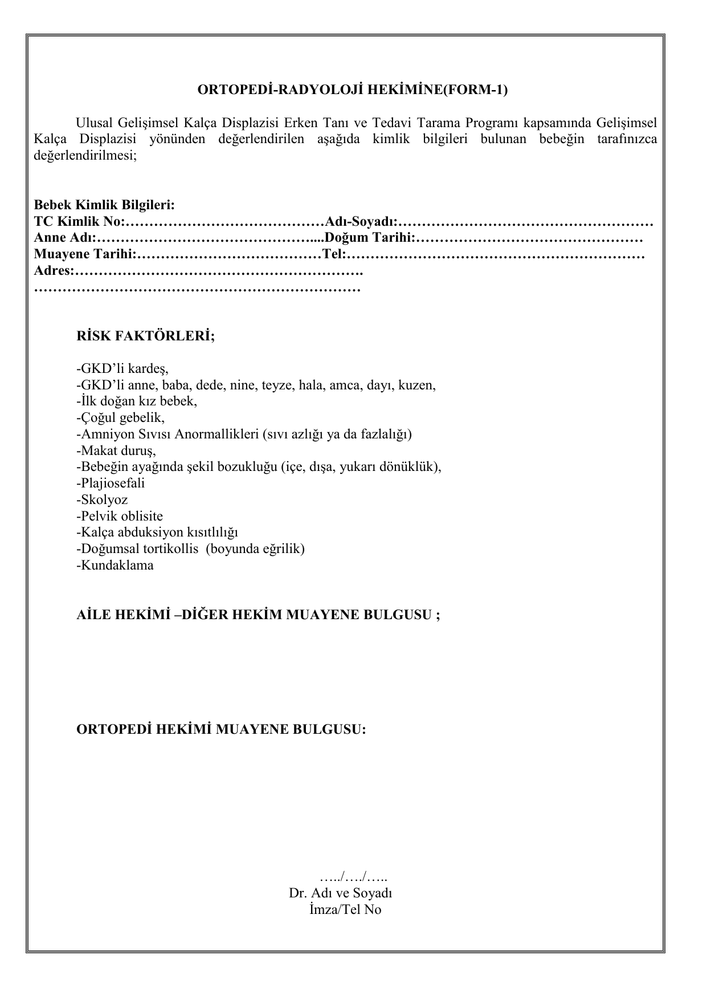 ORTOPEDİ-RADYOLOJİ HEKİMİNE(FORM-1)
Ulusal Gelişimsel Kalça Displazisi Erken Tanı ve Tedavi Tarama Programı kapsamında Gelişimsel
Kalça Displazisi yönünden değerlendirilen aşağıda kimlik bilgileri bulunan bebeğin tarafınızca
değerlendirilmesi;
Bebek Kimlik Bilgileri:
TC Kimlik No:……………………………………Adı-Soyadı:………………………………………………
Anne Adı:………………………………………....Doğum Tarihi:…………………………………………
Muayene Tarihi:…………………………………Tel:………………………………………………………
Adres:…………………………………………………….
……………………………………………………………
RİSK FAKTÖRLERİ;
-GKD’li kardeş,
-GKD’li anne, baba, dede, nine, teyze, hala, amca, dayı, kuzen,
-İlk doğan kız bebek,
-Çoğul gebelik,
-Amniyon Sıvısı Anormallikleri (sıvı azlığı ya da fazlalığı)
-Makat duruş,
-Bebeğin ayağında şekil bozukluğu (içe, dışa, yukarı dönüklük),
-Plajiosefali
-Skolyoz
-Pelvik oblisite
-Kalça abduksiyon kısıtlılığı
-Doğumsal tortikollis  (boyunda eğrilik)
-Kundaklama
AİLE HEKİMİ –DİĞER HEKİM MUAYENE BULGUSU ;
ORTOPEDİ HEKİMİ MUAYENE BULGUSU:
…../…./…..
Dr. Adı ve Soyadı
İmza/Tel No